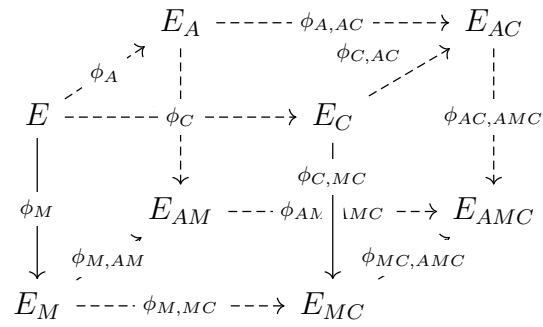 E_A φ_{A,AC} E_{AC}
φ_A φ_{C,AC}
E φ_C E_C φ_{AC,AMC}
φ_{C,MC}
φ_M E_{AM} E_{AMC}
φ_{M,AM} φ_{MC,AMC}
E_M φ_{M,MC} E_{MC}